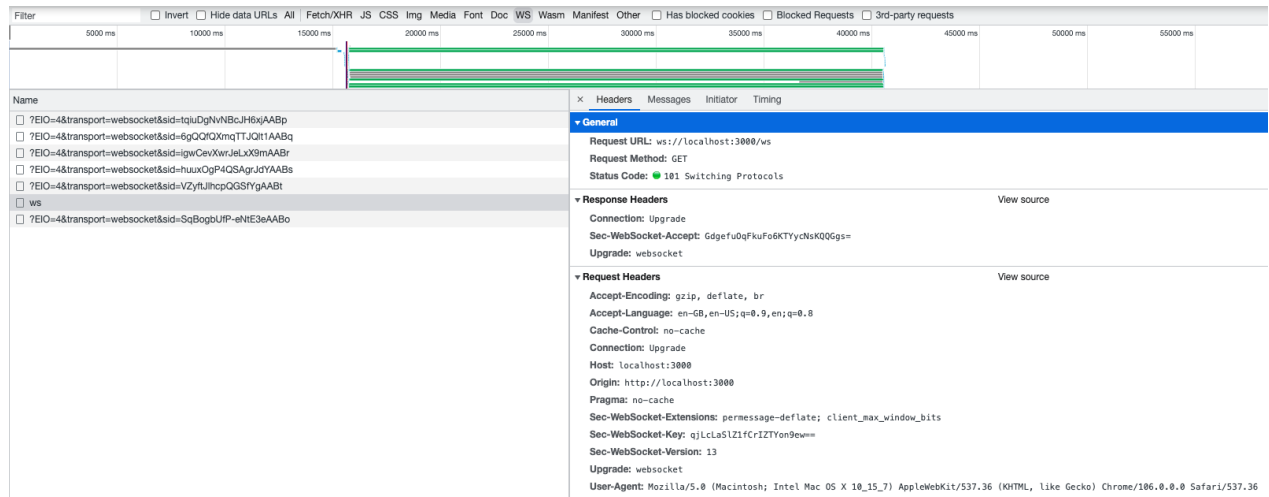 Filter Invert Hide data URLs All Fetch/XHR JS CSS Img Media Font Doc WS Wasm Manifest Other Has blocked cookies Blocked Requests 3rd-party requests
5000 ms 10000 ms 15000 ms 20000 ms 25000 ms 30000 ms 35000 ms 40000 ms 45000 ms 50000 ms 55000 ms
Name
?EIO=4&transport=websocket&sid=tqiuDgNvNBcJH6xjAABp
?EIO=4&transport=websocket&sid=6gQQfQXmqTTJQlt1AABq
?EIO=4&transport=websocket&sid=igwCevXwrJeLxX9mAABr
?EIO=4&transport=websocket&sid=huuxOgP4QSAgrJdYAABs
?EIO=4&transport=websocket&sid=VZyftJlhcpQGSfYgAABt
ws
?EIO=4&transport=websocket&sid=SqBogbUfP-eNtE3eAABo
× Headers Messages Initiator Timing
General
Request URL: ws://localhost:3000/ws
Request Method: GET
Status Code: 101 Switching Protocols
Response Headers View source
Connection: Upgrade
Sec-WebSocket-Accept: GdgefuOqFkuFo6KTYycNsKQQGgs=
Upgrade: websocket
Request Headers View source
Accept-Encoding: gzip, deflate, br
Accept-Language: en-GB,en-US;q=0.9,en;q=0.8
Cache-Control: no-cache
Connection: Upgrade
Host: localhost:3000
Origin: http://localhost:3000
Pragma: no-cache
Sec-WebSocket-Extensions: permessage-deflate; client_max_window_bits
Sec-WebSocket-Key: qjLcLaSlZ1fCrIZTYon9ew==
Sec-WebSocket-Version: 13
Upgrade: websocket
User-Agent: Mozilla/5.0 (Macintosh; Intel Mac OS X 10_15_7) AppleWebKit/537.36 (KHTML, like Gecko) Chrome/106.0.0.0 Safari/537.36